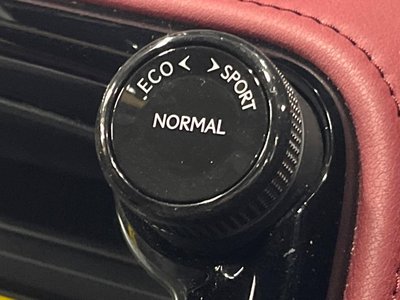 ECO < > SPORT
NORMAL